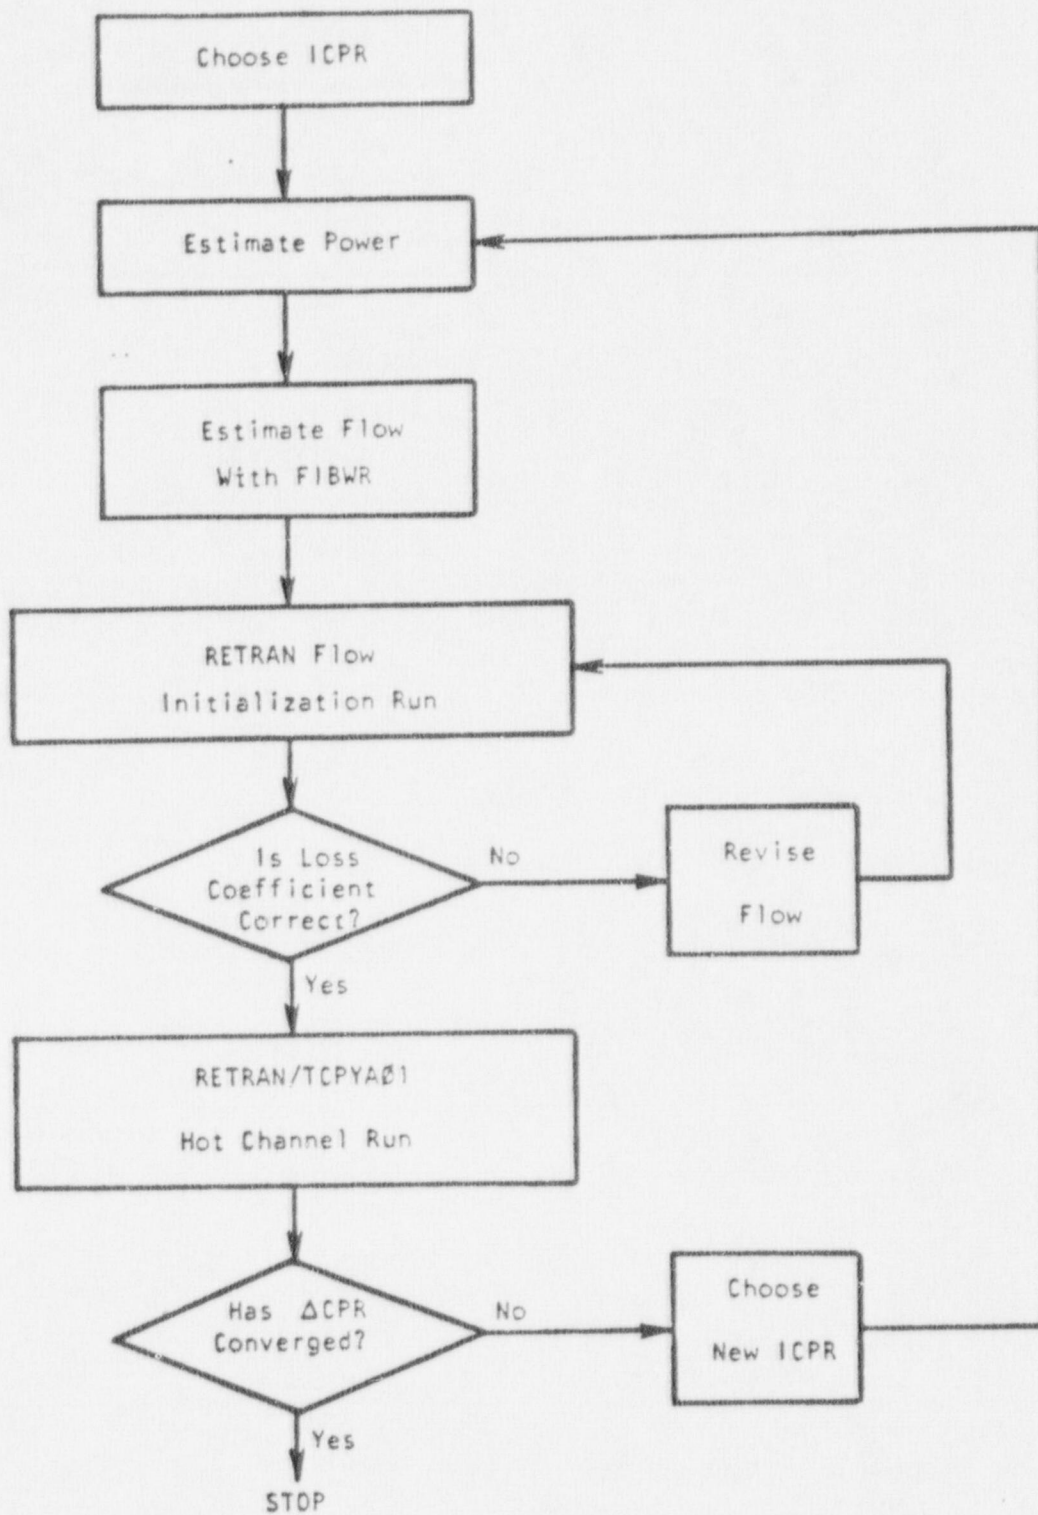 Choose ICPR
Estimate Power
Estimate Flow
With FIBWR
RETRAN Flow
Initialization Run
Is Loss
Coefficient
Correct?
No
Revise
Flow
Yes
RETRAN/TCPYAØ1
Hot Channel Run
Has ΔCPR
Converged?
No
Choose
New ICPR
Yes
STOP